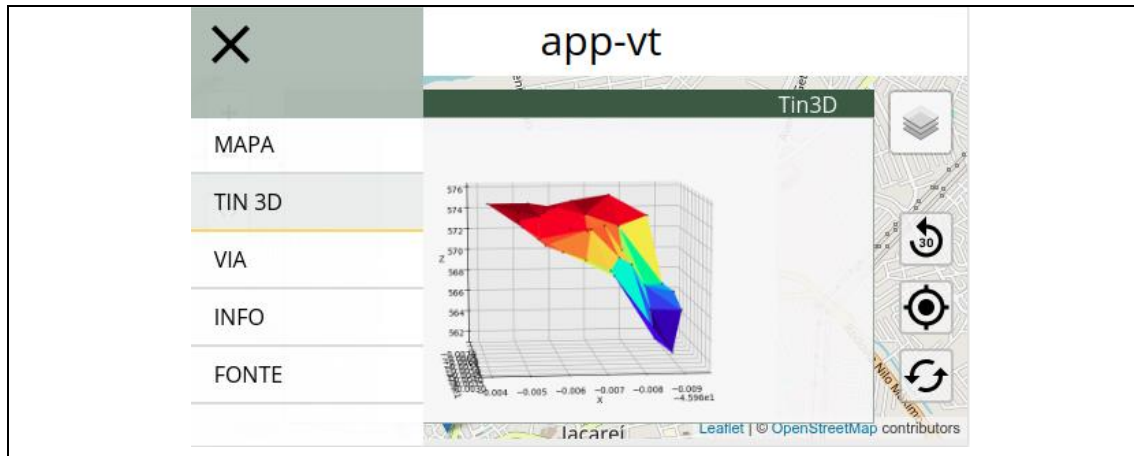 app-vt
Tin3D
MAPA
TIN 3D
VIA
INFO
FONTE
576
574
572
570
568
566
564
562
Z
-0.004 -0.005 -0.006 -0.007 -0.008 -0.009
X
-4.596e1
30
Nilo
Jacareí
Leaflet | © OpenStreetMap contributors